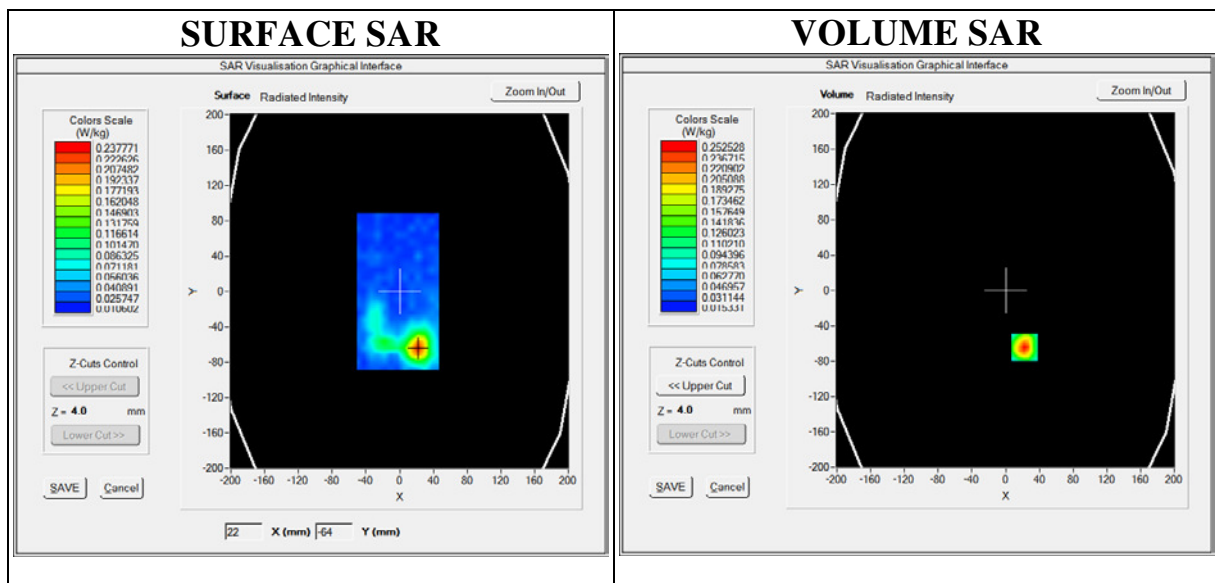 SURFACE SAR
SAR Visualisation Graphical Interface
Surface Radiated Intensity
Zoom In/Out
Colors Scale
(W/kg)
0.237771
0.222626
0.207482
0.192337
0.177193
0.162048
0.146903
0.131759
0.116614
0.101470
0.086325
0.071181
0.056036
0.040891
0.025747
0.010602
Z-Cuts Control
<< Upper Cut
Z = 4.0 mm
Lower Cut >>
SAVE Cancel
200
160
120
80
40
0
-40
-80
-120
-160
-200
Y
-200 -160 -120 -80 -40 0 40 80 120 160 200
X
22 X (mm) -64 Y (mm)
VOLUME SAR
SAR Visualisation Graphical Interface
Volume Radiated Intensity
Zoom In/Out
Colors Scale
(W/kg)
0.252528
0.236715
0.220902
0.205088
0.189275
0.173462
0.157649
0.141836
0.126023
0.110210
0.094396
0.078583
0.062770
0.046957
0.031144
0.015331
Z-Cuts Control
<< Upper Cut
Z = 4.0 mm
Lower Cut >>
SAVE Cancel
200
160
120
80
40
0
-40
-80
-120
-160
-200
Y
-200 -160 -120 -80 -40 0 40 80 120 160 200
X